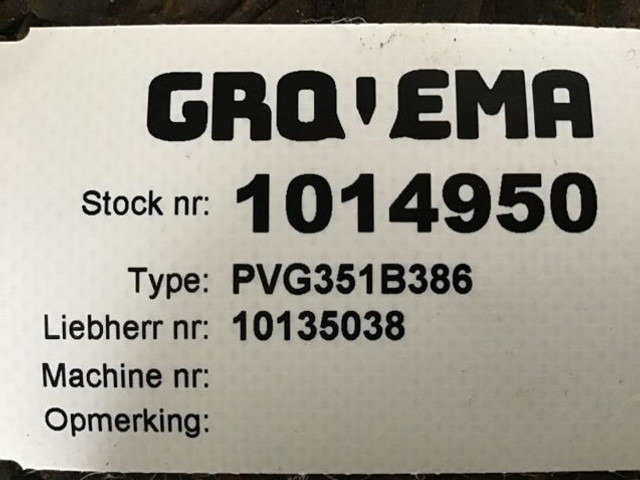 GRO'EMA
Stock nr: 1014950
Type: PVG351B386
Liebherr nr: 10135038
Machine nr:
Opmerking: